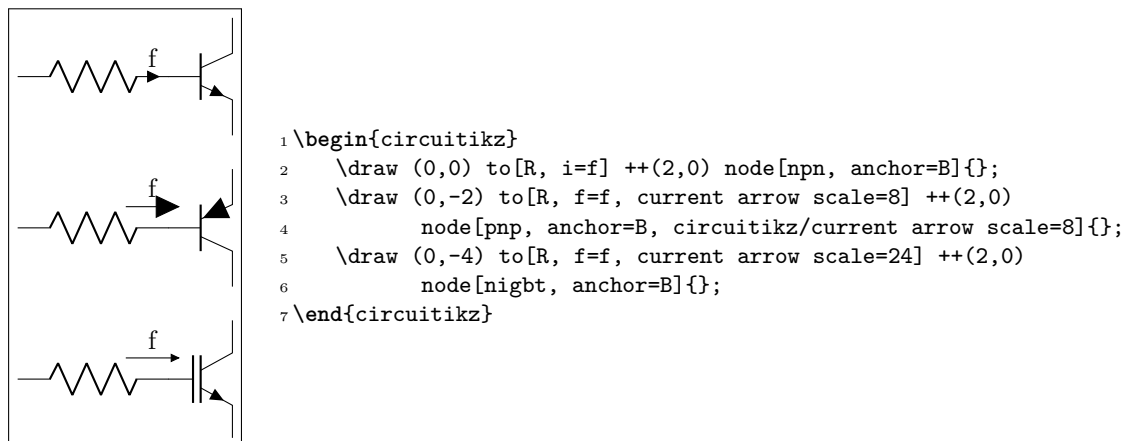 f
f
f
1 \begin{circuitikz}
2     \draw (0,0) to[R, i=f] ++(2,0) node[npn, anchor=B]{};
3     \draw (0,-2) to[R, f=f, current arrow scale=8] ++(2,0)
4            node[pnp, anchor=B, circuitikz/current arrow scale=8]{};
5     \draw (0,-4) to[R, f=f, current arrow scale=24] ++(2,0)
6            node[nigbt, anchor=B]{};
7 \end{circuitikz}